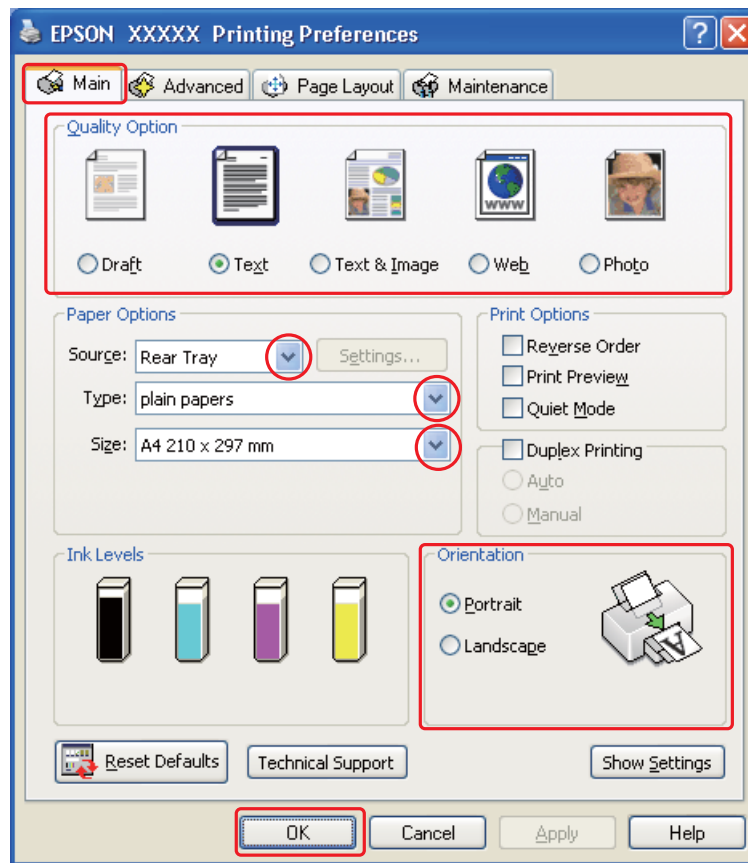 EPSON XXXXX Printing Preferences
Main Advanced Page Layout Maintenance
Quality Option
WWW
Draft Text Text & Image Web Photo
Paper Options
Source: Rear Tray Settings...
Type: plain papers
Size: A4 210 x 297 mm
Print Options
Reverse Order
Print Preview
Quiet Mode
Duplex Printing
Auto
Manual
Ink Levels
Orientation
Portrait
Landscape
A
Reset Defaults Technical Support Show Settings
OK Cancel Apply Help